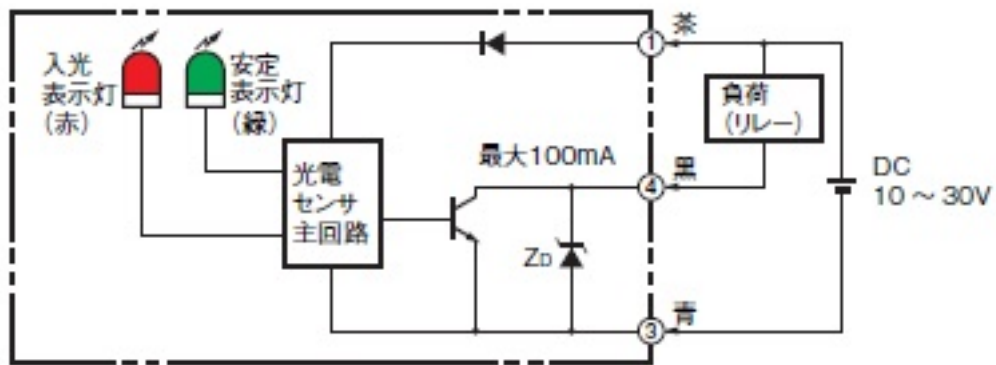 入光
表示灯
(赤)
安定
表示灯
(緑)
光電
センサ
主回路
最大100mA
ZD
1
茶
4
黒
3
青
負荷
(リレー)
DC
10 ～ 30V